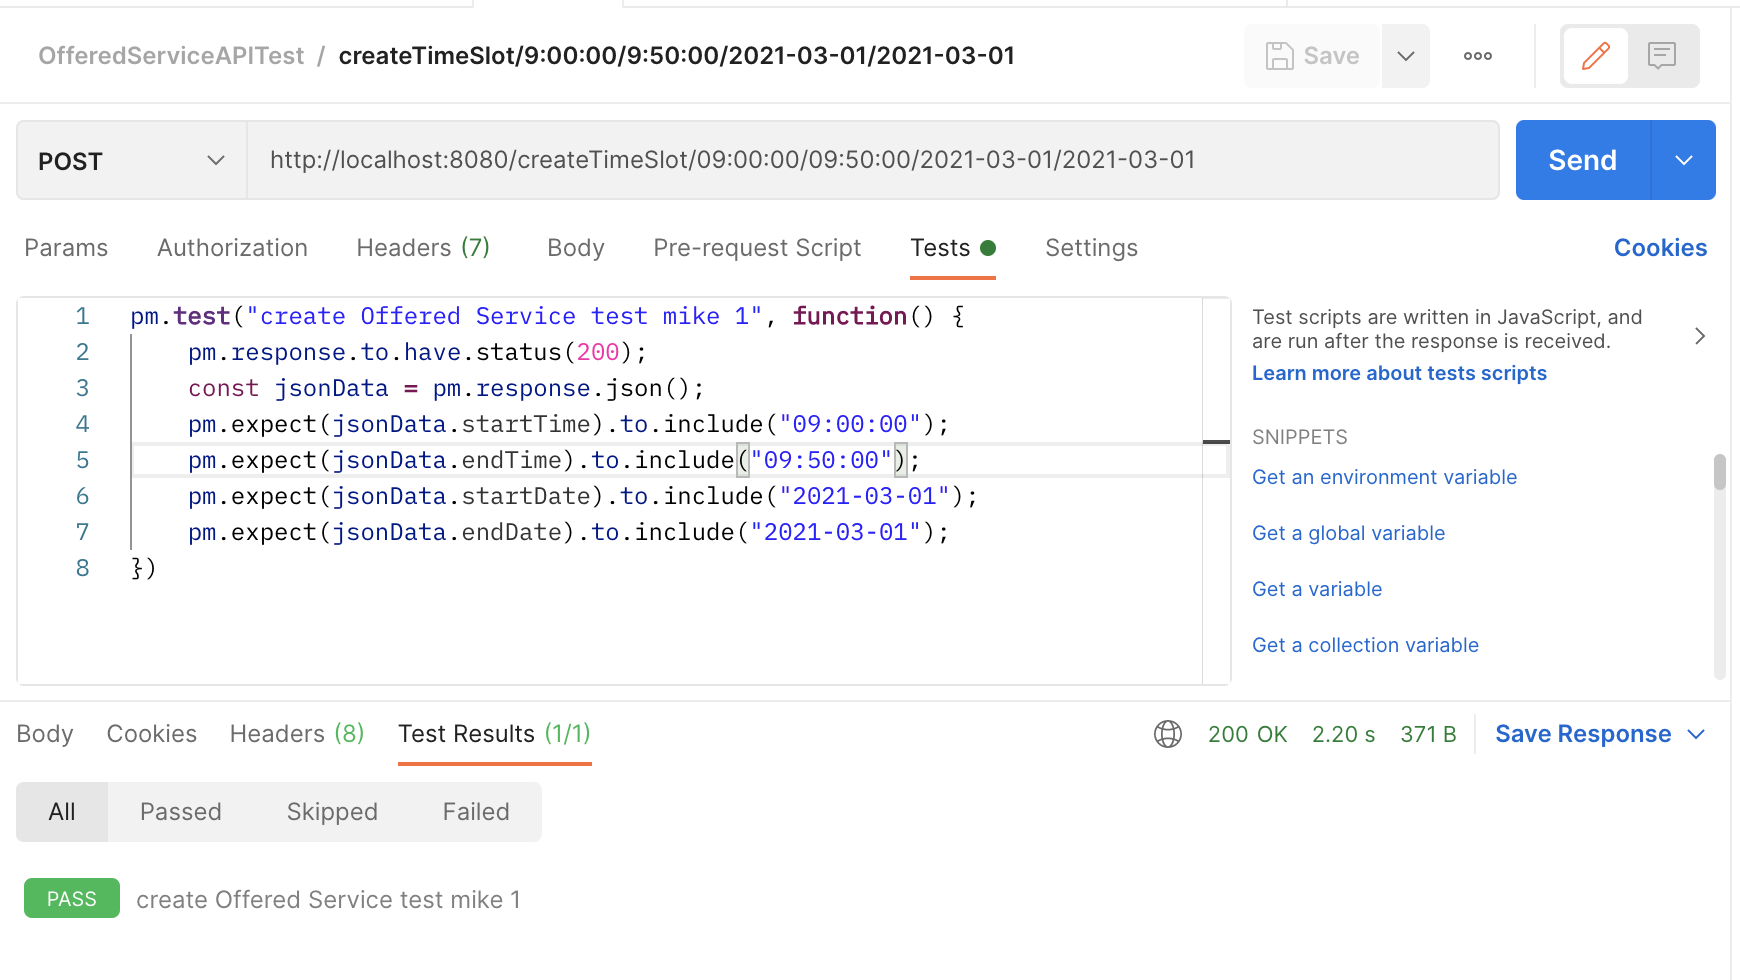 OfferedServiceAPITest / createTimeSlot/9:00:00/9:50:00/2021-03-01/2021-03-01
Save
POST
http://localhost:8080/createTimeSlot/09:00:00/09:50:00/2021-03-01/2021-03-01
Send
Params Authorization Headers (7) Body Pre-request Script Tests Settings Cookies
1 pm.test("create Offered Service test mike 1", function() {
2 pm.response.to.have.status(200);
3 const jsonData = pm.response.json();
4 pm.expect(jsonData.startTime).to.include("09:00:00");
5 pm.expect(jsonData.endTime).to.include("09:50:00");
6 pm.expect(jsonData.startDate).to.include("2021-03-01");
7 pm.expect(jsonData.endDate).to.include("2021-03-01");
8 })
Test scripts are written in JavaScript, and
are run after the response is received.
Learn more about tests scripts
SNIPPETS
Get an environment variable
Get a global variable
Get a variable
Get a collection variable
Body Cookies Headers (8) Test Results (1/1) 200 OK 2.20 s 371 B Save Response
All Passed Skipped Failed
PASS create Offered Service test mike 1